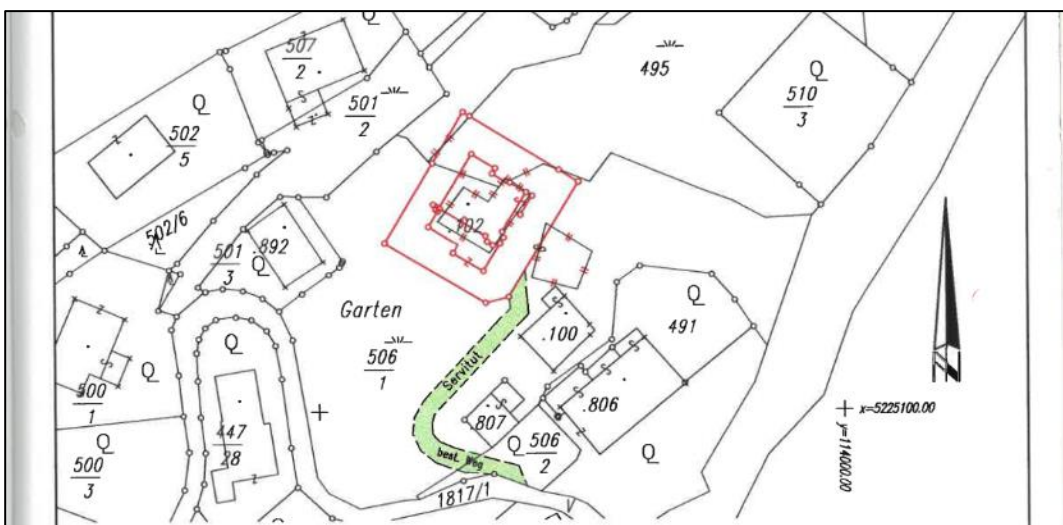 507
2
Q
495
Q
510
3
Q
501
2
502
5
.102
502/6
501
3
.892
Q
Garten
Q
491
.100
506
1
Servitut
Q
Q
500
1
.806
807
x=5225100.00
y=114000.00
447
28
506
2
Q
Q
Q
best. Weg
500
3
1817/1